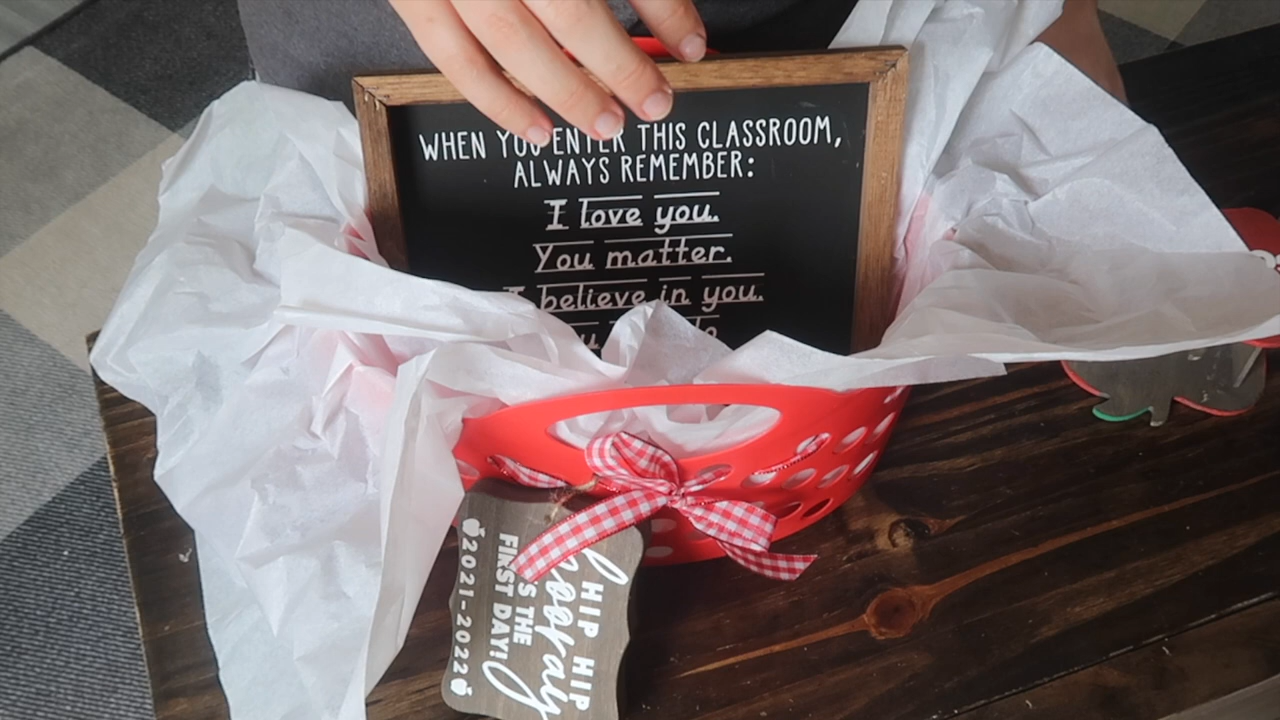 WHEN YOU ENTER THIS CLASSROOM,
ALWAYS REMEMBER:
I love you.
You matter.
I believe in you.
HIP HIP
hooray
IT'S THE
FIRST DAY!
2021-2022